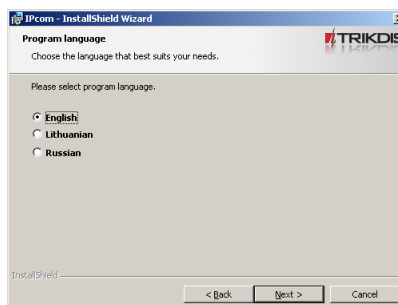 IPcom - InstallShield Wizard
Program language
Choose the language that best suits your needs.
TRIKDIS
Please select program language.
English
Lithuanian
Russian
InstallShield
< Back
Next >
Cancel